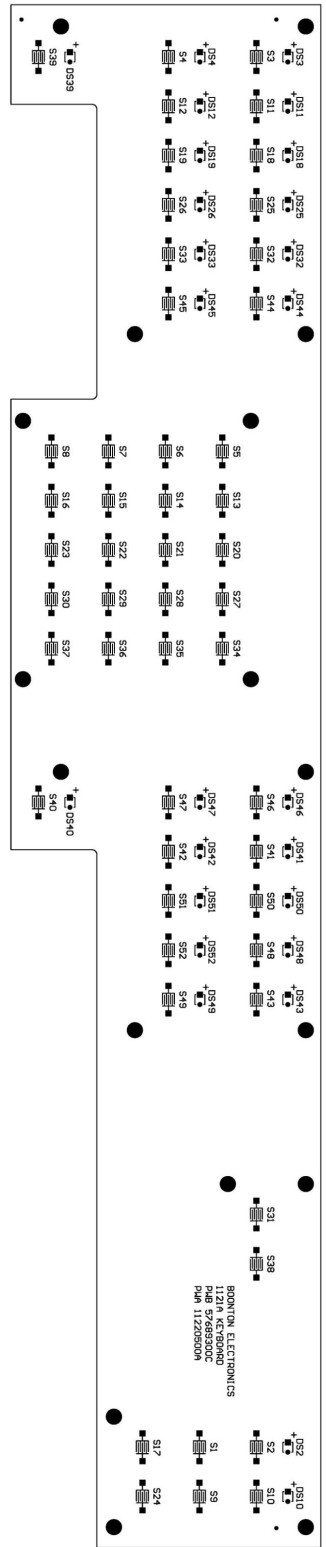 DS3 DS11 DS18 DS25 DS32 DS44 DS46 DS41 DS50 DS48 DS43 DS2 DS10
S3 S11 S18 S25 S32 S44 S46 S41 S50 S48 S43 S31 S38 S2 S10
S5 S13 S20 S27 S34
BOONTON ELECTRONICS
1121A KEYBOARD
PWB 57689300C
PWA 11220500A
DS4 DS12 DS19 DS26 DS33 DS45 DS47 DS42 DS51 DS52 DS49
S1 S9
S4 S12 S19 S26 S33 S45 S6 S14 S21 S28 S35 S47 S42 S51 S52 S49
S17 S24
S7 S15 S22 S29 S36
DS39 DS40
S8 S16 S23 S30 S37
S39 S40